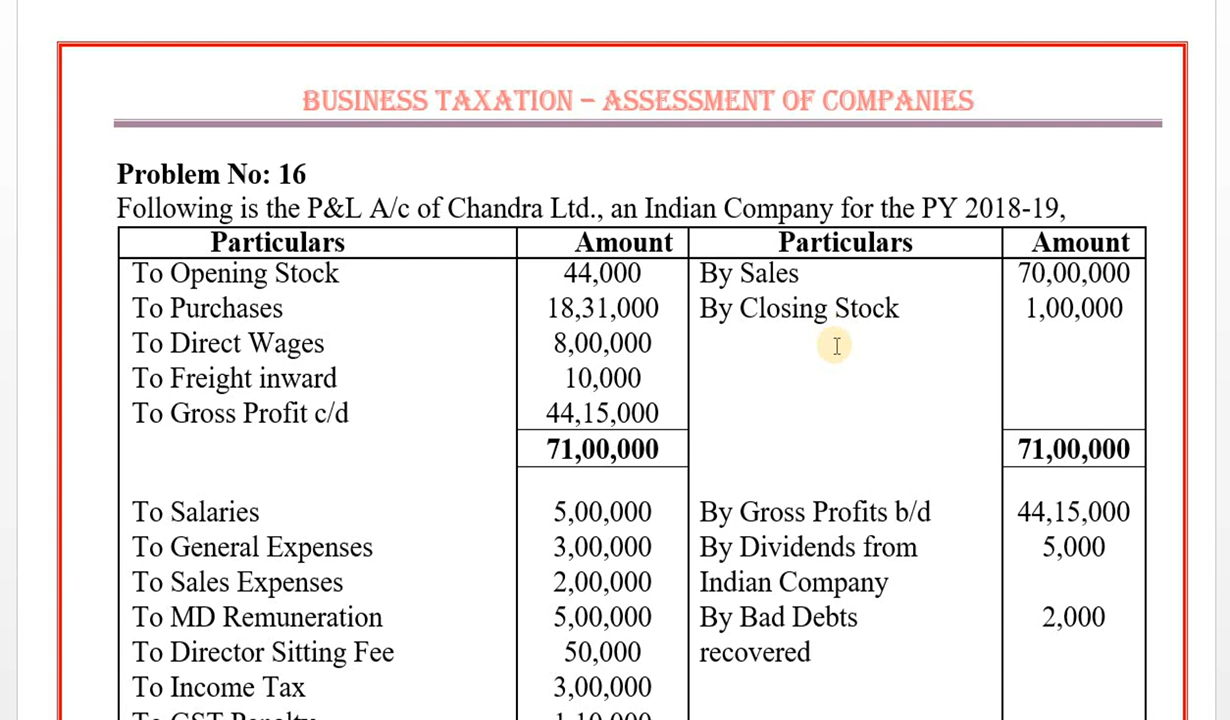 BUSINESS TAXATION – ASSESSMENT OF COMPANIES
Problem No: 16
Following is the P&L A/c of Chandra Ltd., an Indian Company for the PY 2018-19,
Particulars Amount Particulars Amount
To Opening Stock 44,000 By Sales 70,00,000
To Purchases 18,31,000 By Closing Stock 1,00,000
To Direct Wages 8,00,000
To Freight inward 10,000
To Gross Profit c/d 44,15,000
71,00,000 71,00,000
To Salaries 5,00,000 By Gross Profits b/d 44,15,000
To General Expenses 3,00,000 By Dividends from 5,000
To Sales Expenses 2,00,000 Indian Company
To MD Remuneration 5,00,000 By Bad Debts 2,000
To Director Sitting Fee 50,000 recovered
To Income Tax 3,00,000
To GST Penalty 1,10,000